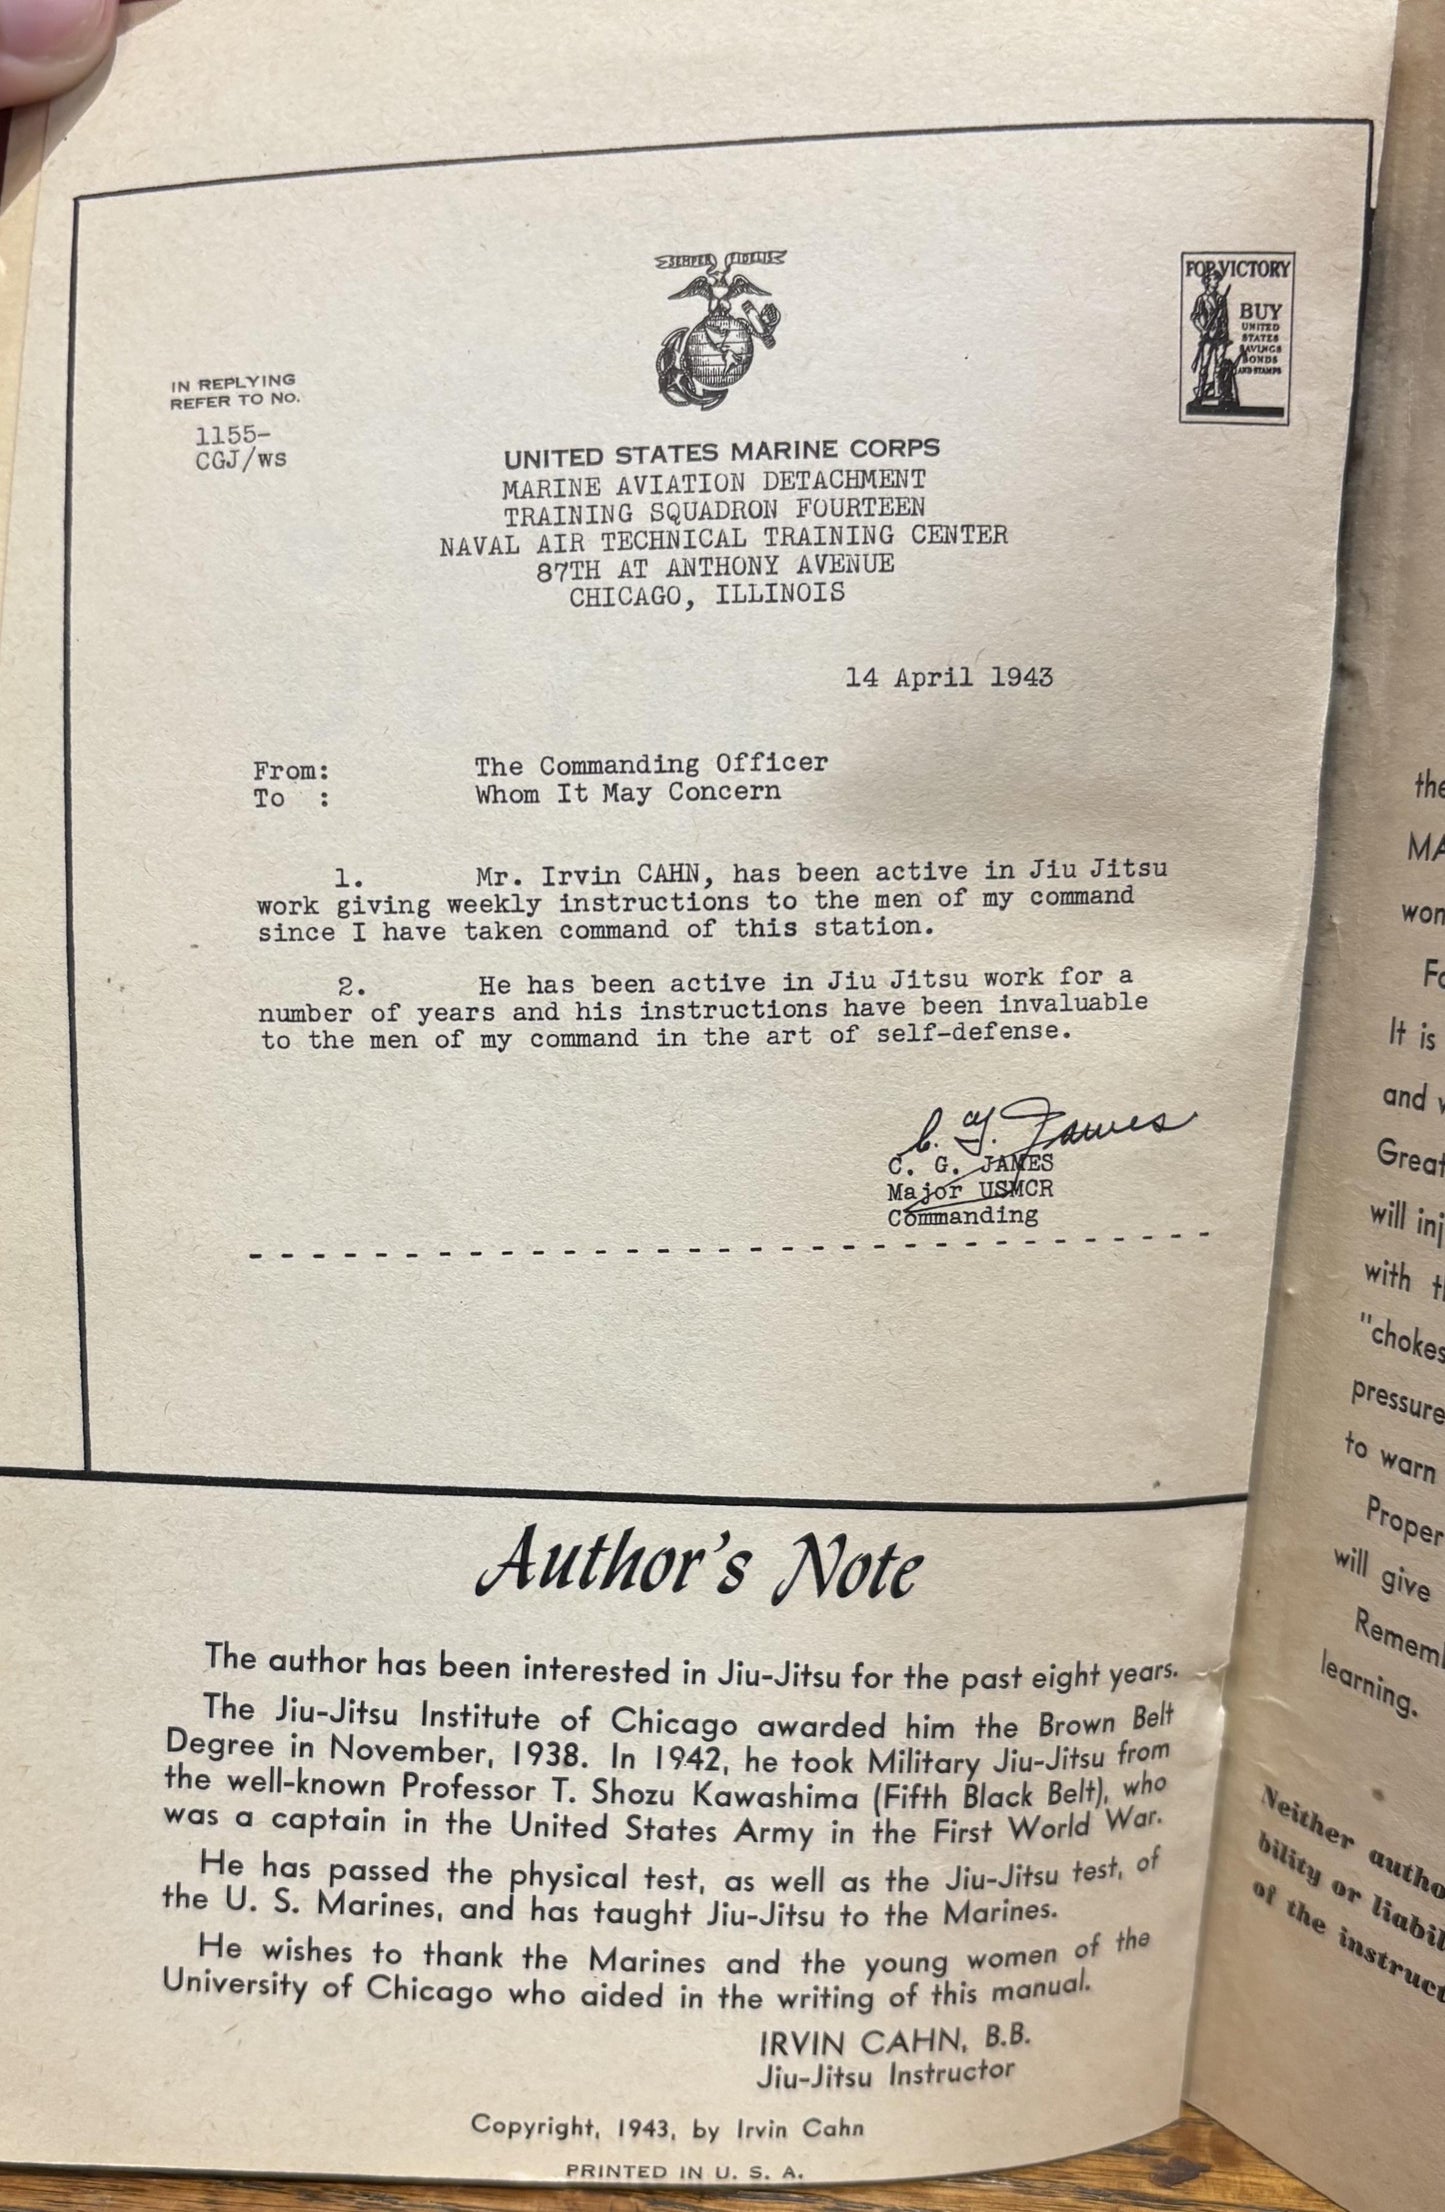 SEMPER FIDELIS
FOR VICTORY
BUY
UNITED
STATES
SAVINGS
BONDS
AND STAMPS
IN REPLYING
REFER TO NO.
1155-
CGJ/ws
UNITED STATES MARINE CORPS
MARINE AVIATION DETACHMENT
TRAINING SQUADRON FOURTEEN
NAVAL AIR TECHNICAL TRAINING CENTER
87TH AT ANTHONY AVENUE
CHICAGO, ILLINOIS
14 April 1943
From: The Commanding Officer
To : Whom It May Concern
1. Mr. Irvin CAHN, has been active in Jiu Jitsu
work giving weekly instructions to the men of my command
since I have taken command of this station.
2. He has been active in Jiu Jitsu work for a
number of years and his instructions have been invaluable
to the men of my command in the art of self-defense.
C. G. James
C. G. JAMES
Major USMCR
Commanding
Author's Note
The author has been interested in Jiu-Jitsu for the past eight years.
The Jiu-Jitsu Institute of Chicago awarded him the Brown Belt
Degree in November, 1938. In 1942, he took Military Jiu-Jitsu from
the well-known Professor T. Shozu Kawashima (Fifth Black Belt), who
was a captain in the United States Army in the First World War.
He has passed the physical test, as well as the Jiu-Jitsu test, of
the U. S. Marines, and has taught Jiu-Jitsu to the Marines.
He wishes to thank the Marines and the young women of the
University of Chicago who aided in the writing of this manual.
IRVIN CAHN, B.B.
Jiu-Jitsu Instructor
Copyright, 1943, by Irvin Cahn
PRINTED IN U. S. A.
the
MA
wom
Fo
It is
and w
Great
will inj
with th
"chokes
pressure
to warn
Proper
will give
Rememb
learning.
Neither autho
bility or liabil
of the instruct